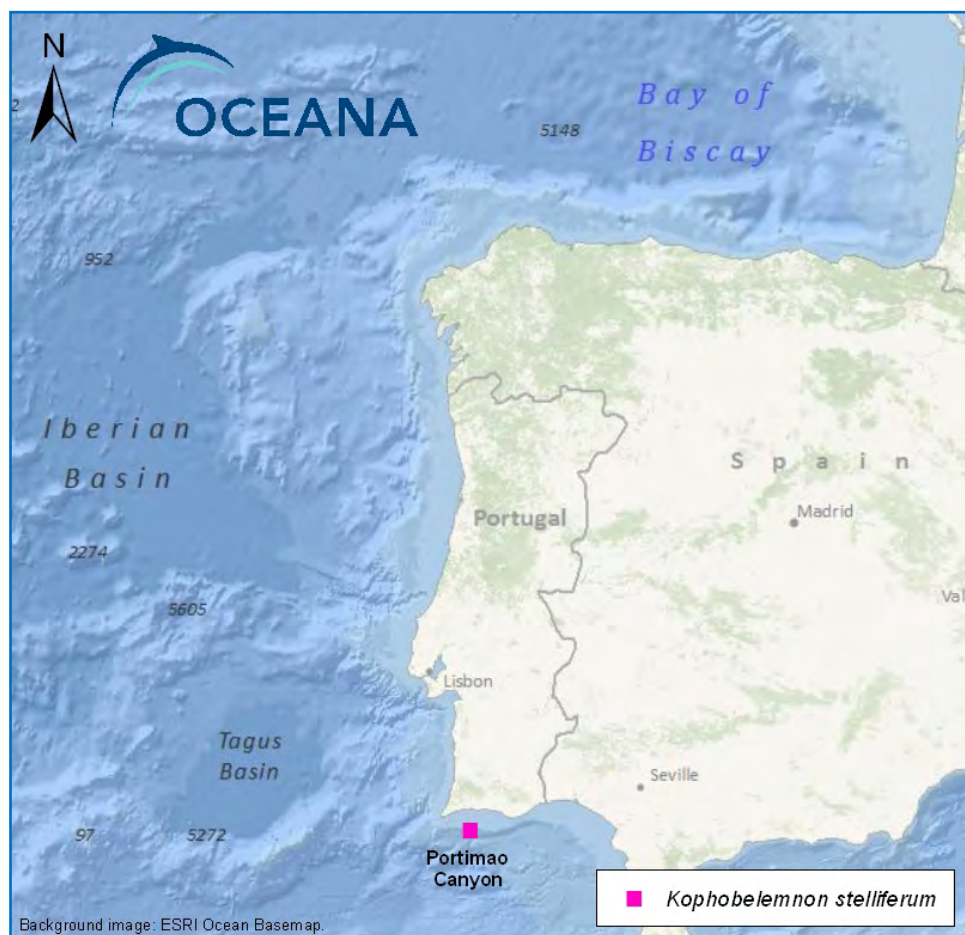 N
OCEANA
Bay of
Biscay
5148
952
Iberian
Basin
Spain
Madrid
Portugal
2274
5605
Lisbon
Tagus
Basin
Seville
97
5272
Portimao
Canyon
Kophobelemnon stelliferum
Background image: ESRI Ocean Basemap.